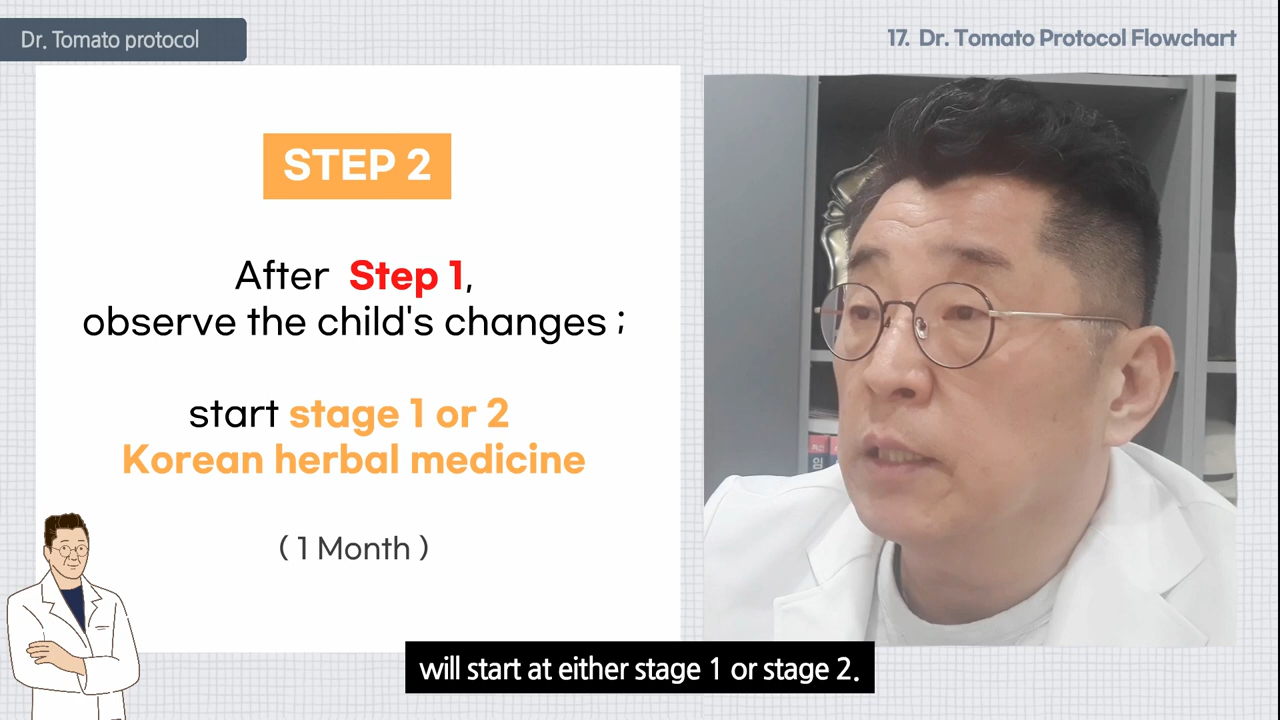 Dr. Tomato protocol
17. Dr. Tomato Protocol Flowchart
STEP 2
After Step 1,
observe the child's changes ;
start stage 1 or 2
Korean herbal medicine
( 1 Month )
will start at either stage 1 or stage 2.